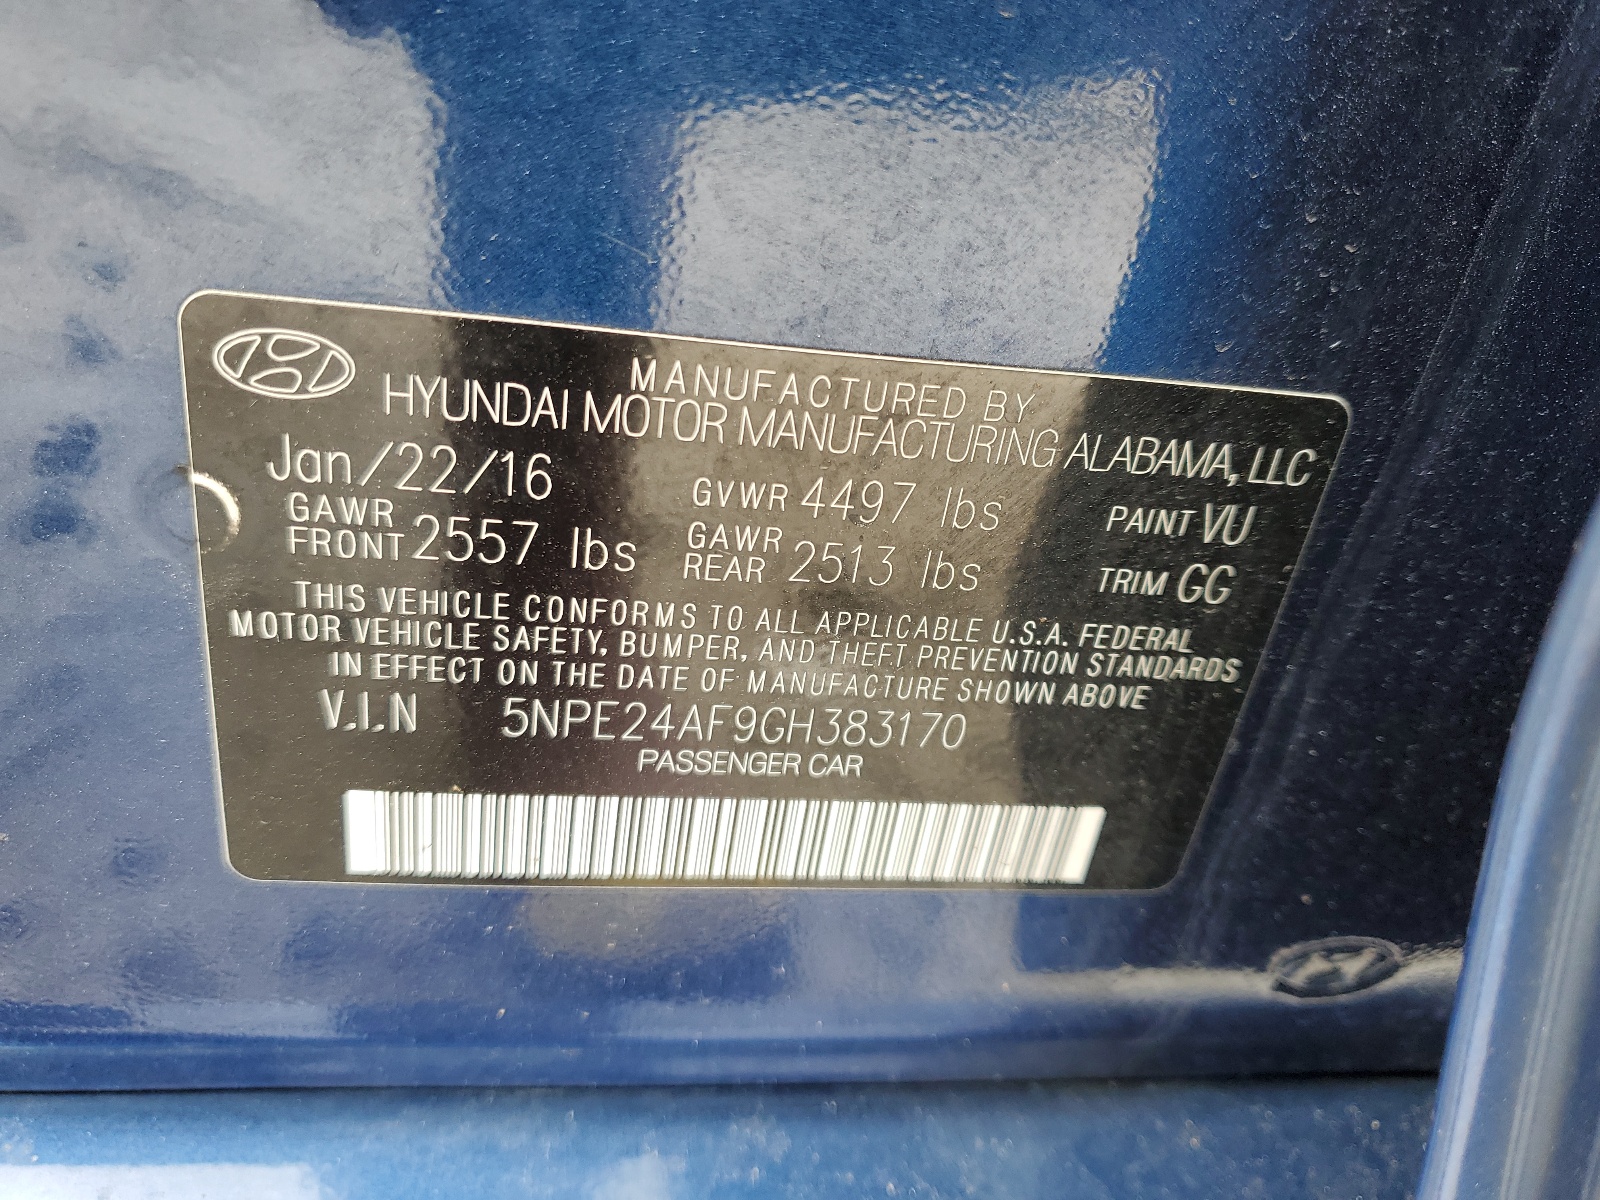 MANUFACTURED BY
HYUNDAI MOTOR MANUFACTURING ALABAMA, LLC
Jan/22/16 GVWR 4497 lbs PAINT VU
GAWR FRONT 2557 lbs GAWR REAR 2513 lbs TRIM GG
THIS VEHICLE CONFORMS TO ALL APPLICABLE U.S.A. FEDERAL
MOTOR VEHICLE SAFETY, BUMPER, AND THEFT PREVENTION STANDARDS
IN EFFECT ON THE DATE OF MANUFACTURE SHOWN ABOVE
V.I.N 5NPE24AF9GH383170
PASSENGER CAR